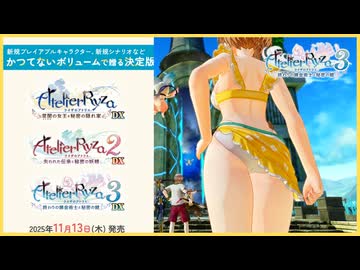 新規プレイアブルキャラクター、新規シナリオなど
かつてないボリュームで贈る決定版
Atelier Ryza
ライザのアトリエ
常闇の女王と秘密の隠れ家
DX
Atelier Ryza 2
ライザのアトリエ
失われた伝承と秘密の妖精
DX
Atelier Ryza 3
ライザのアトリエ
終わりの錬金術士と秘密の鍵
DX
2025年11月13日(木)発売
Atelier Ryza 3
ライザのアトリエ
終わりの錬金術士と秘密の鍵